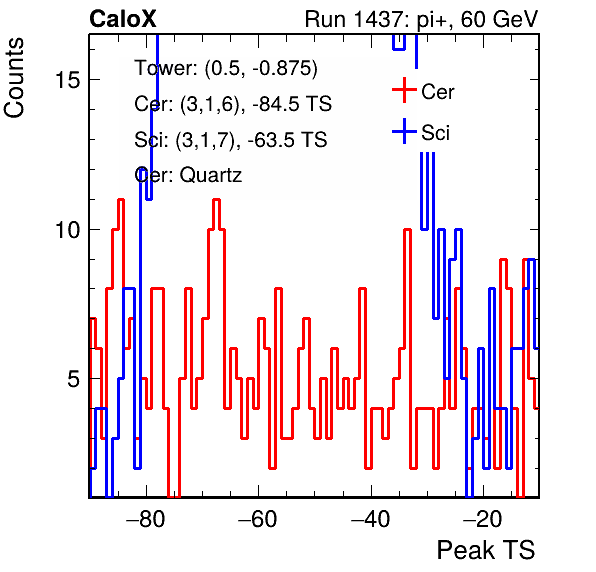 CaloX Run 1437: pi+, 60 GeV
Counts
Tower: (0.5, -0.875)
Cer: (3,1,6), -84.5 TS
Sci: (3,1,7), -63.5 TS
Cer: Quartz
Cer
Sci
15
10
5
−80 −60 −40 −20
Peak TS